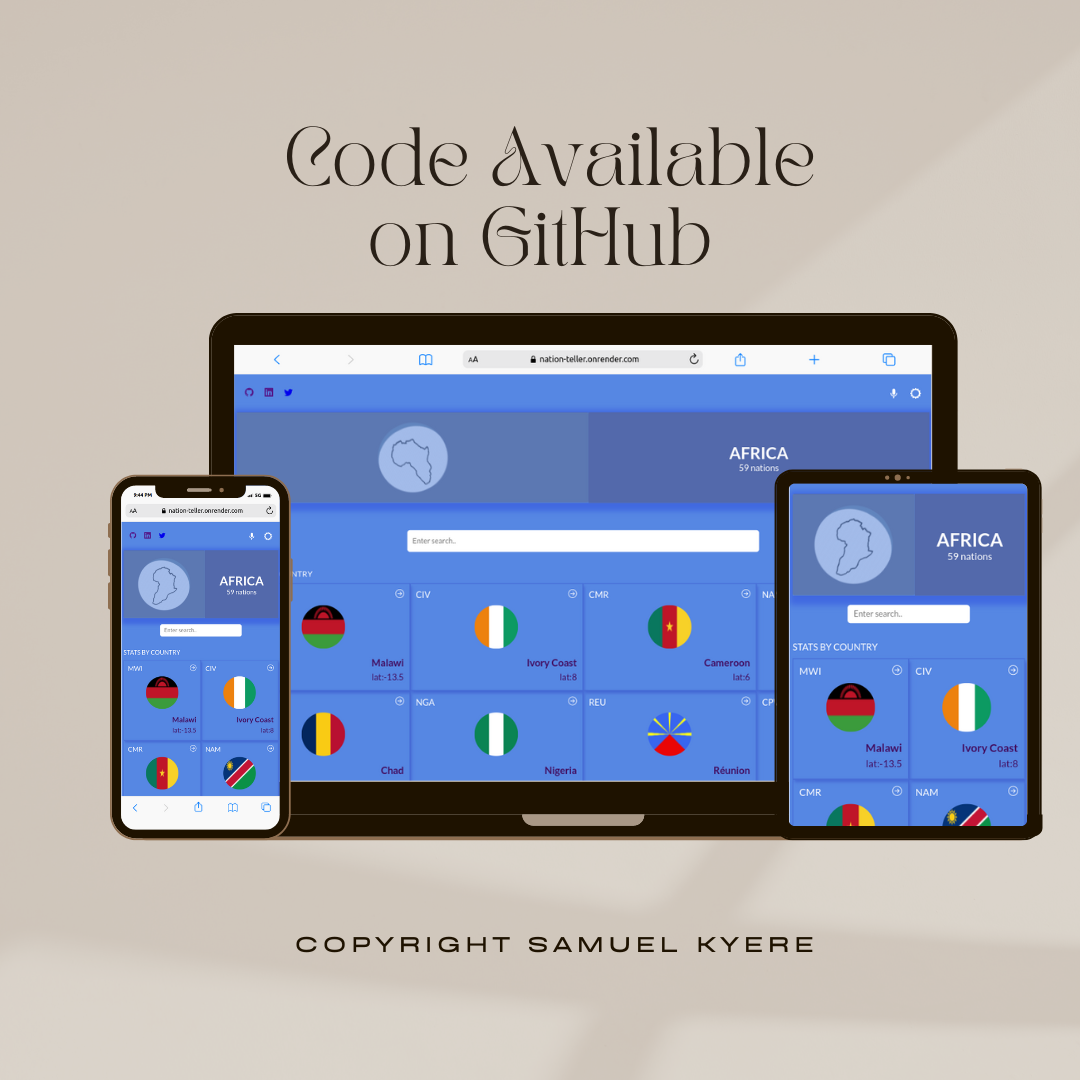 Code Available
on GitHub
AA nation-teller.onrender.com
AFRICA
59 nations
Enter search..
NTRY
CIV
CMR
NA
Malawi
lat:-13.5
Ivory Coast
lat:8
Cameroon
lat:6
NGA
REU
CP
Chad
Nigeria
Réunion
9:44 PM 5G
AA nation-teller.onrender.com
AFRICA
59 nations
Enter search..
STATS BY COUNTRY
MWI
CIV
Malawi
lat:-13.5
Ivory Coast
lat:8
CMR
NAM
AFRICA
59 nations
Enter search..
STATS BY COUNTRY
MWI
CIV
Malawi
lat:-13.5
Ivory Coast
lat:8
CMR
NAM
COPYRIGHT SAMUEL KYERE